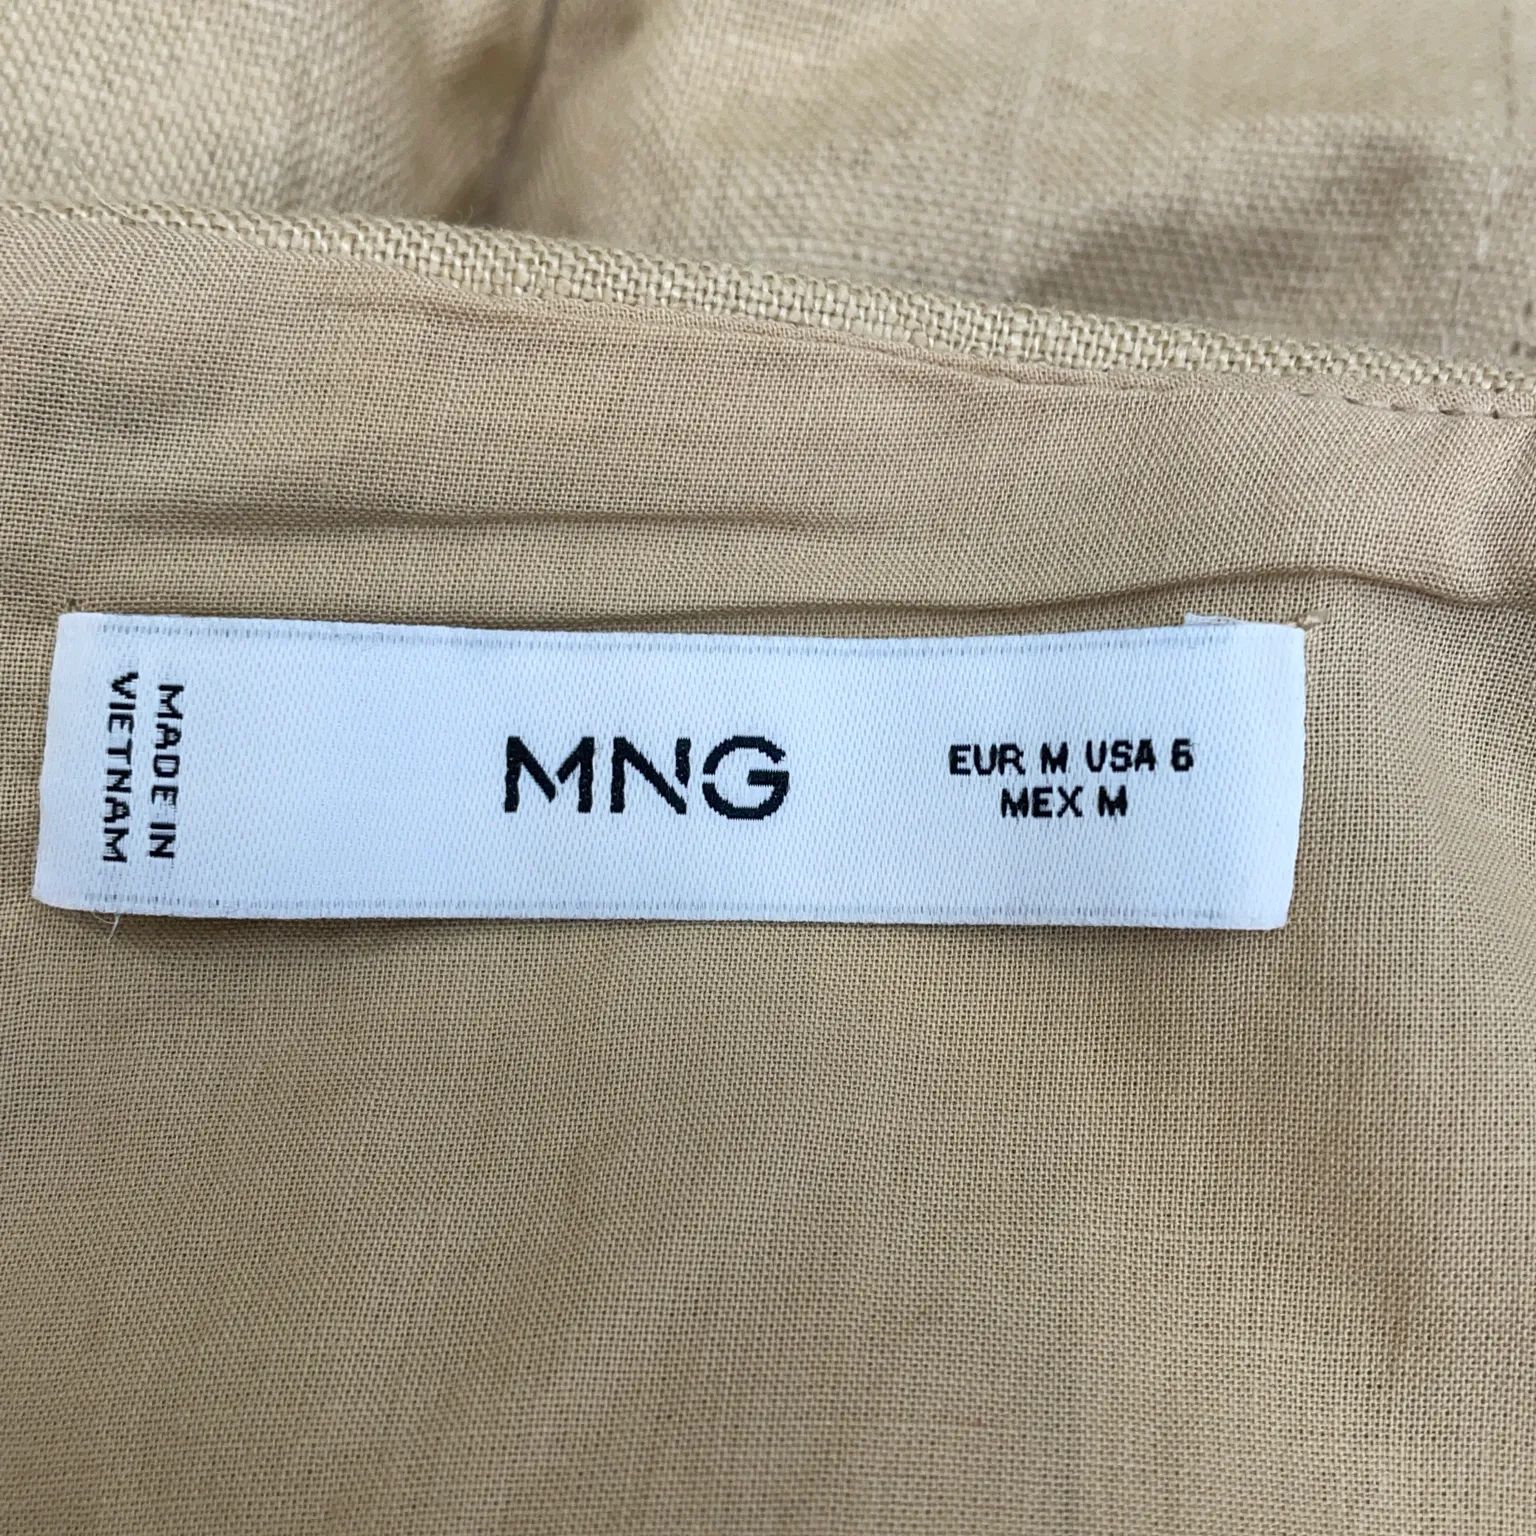 MADE IN
VIETNAM
MNG
EUR M USA 6
MEX M